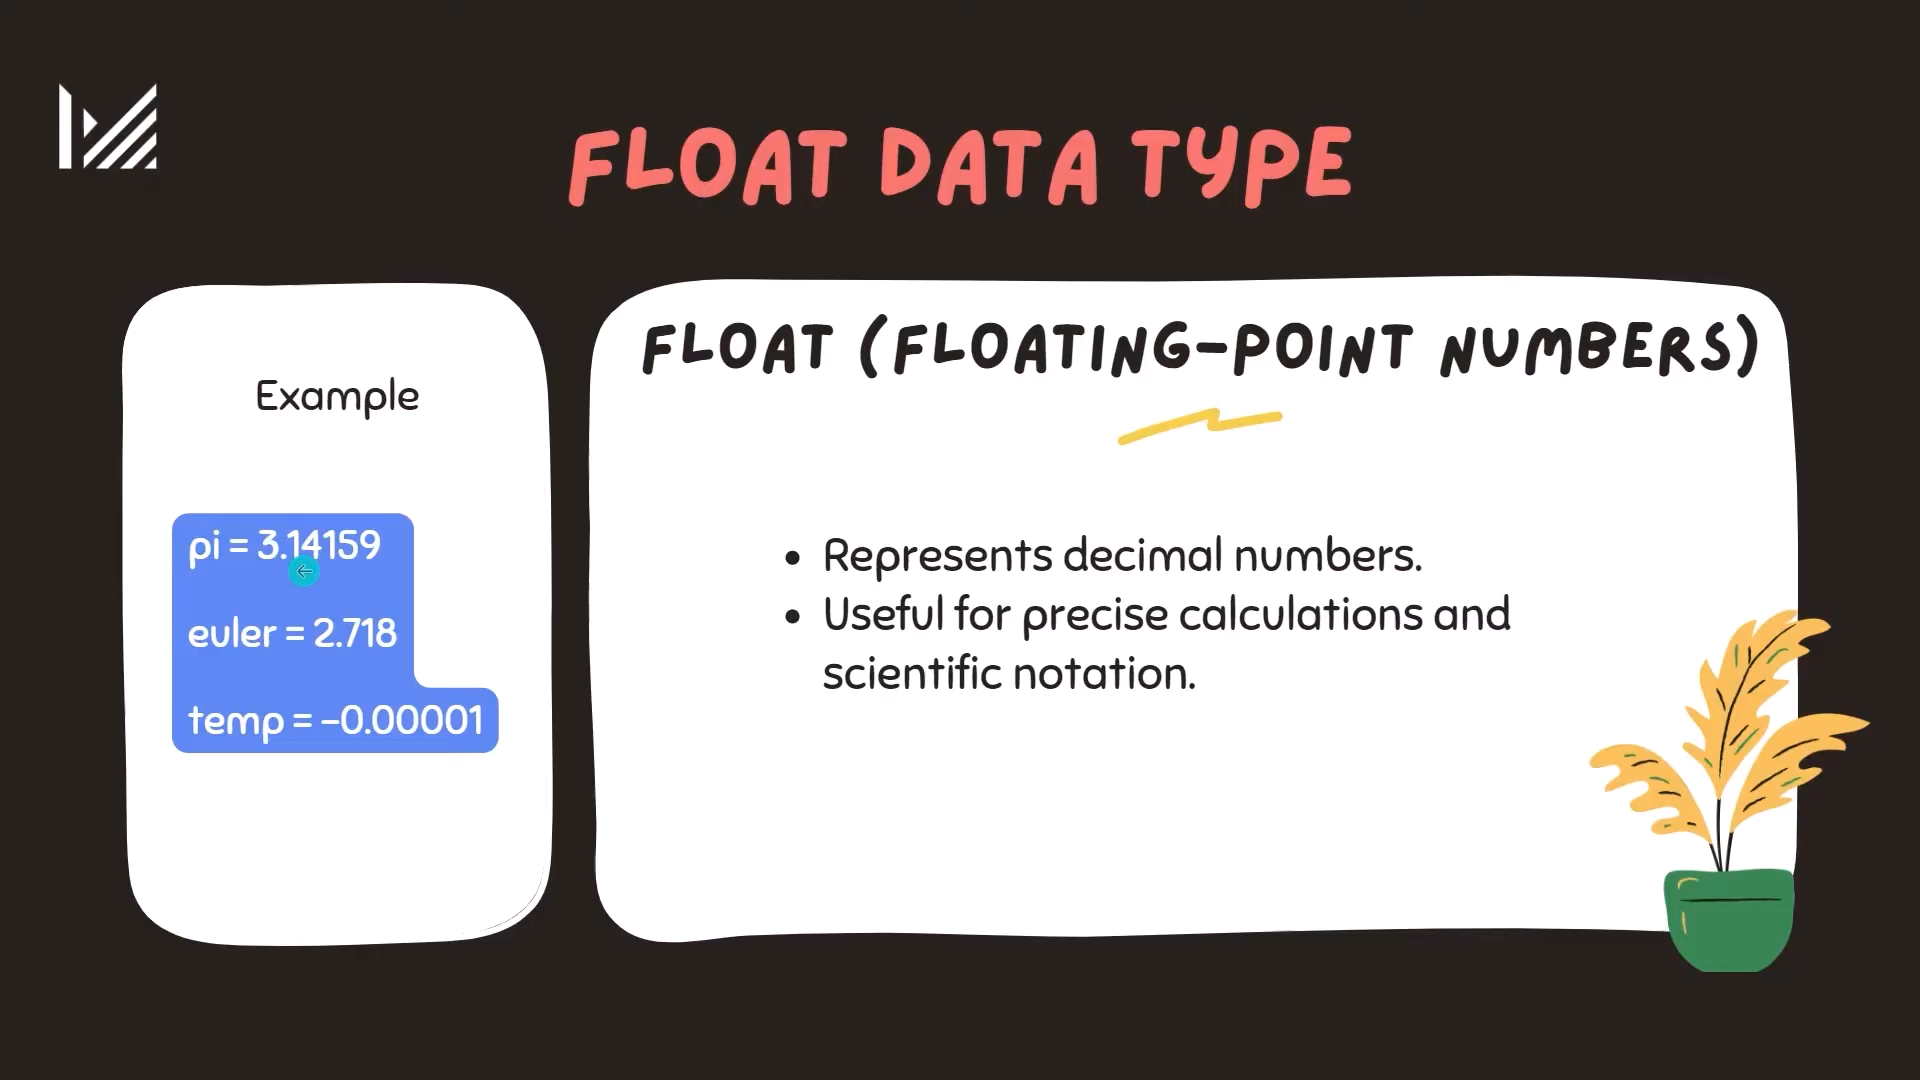 FLOAT DATA TYPE
Example
pi = 3.14159
euler = 2.718
temp = -0.00001
FLOAT (FLOATING-POINT NUMBERS)
• Represents decimal numbers.
• Useful for precise calculations and
scientific notation.